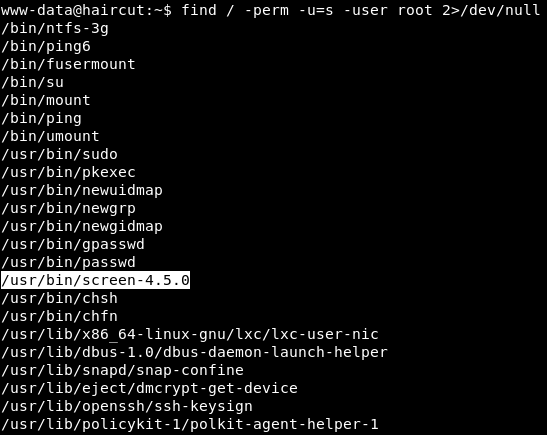 www-data@haircut:~$ find / -perm -u=s -user root 2>/dev/null
/bin/ntfs-3g
/bin/ping6
/bin/fusermount
/bin/su
/bin/mount
/bin/ping
/bin/umount
/usr/bin/sudo
/usr/bin/pkexec
/usr/bin/newuidmap
/usr/bin/newgrp
/usr/bin/newgidmap
/usr/bin/gpasswd
/usr/bin/passwd
/usr/bin/screen-4.5.0
/usr/bin/chsh
/usr/bin/chfn
/usr/lib/x86_64-linux-gnu/lxc/lxc-user-nic
/usr/lib/dbus-1.0/dbus-daemon-launch-helper
/usr/lib/snapd/snap-confine
/usr/lib/eject/dmcrypt-get-device
/usr/lib/openssh/ssh-keysign
/usr/lib/policykit-1/polkit-agent-helper-1